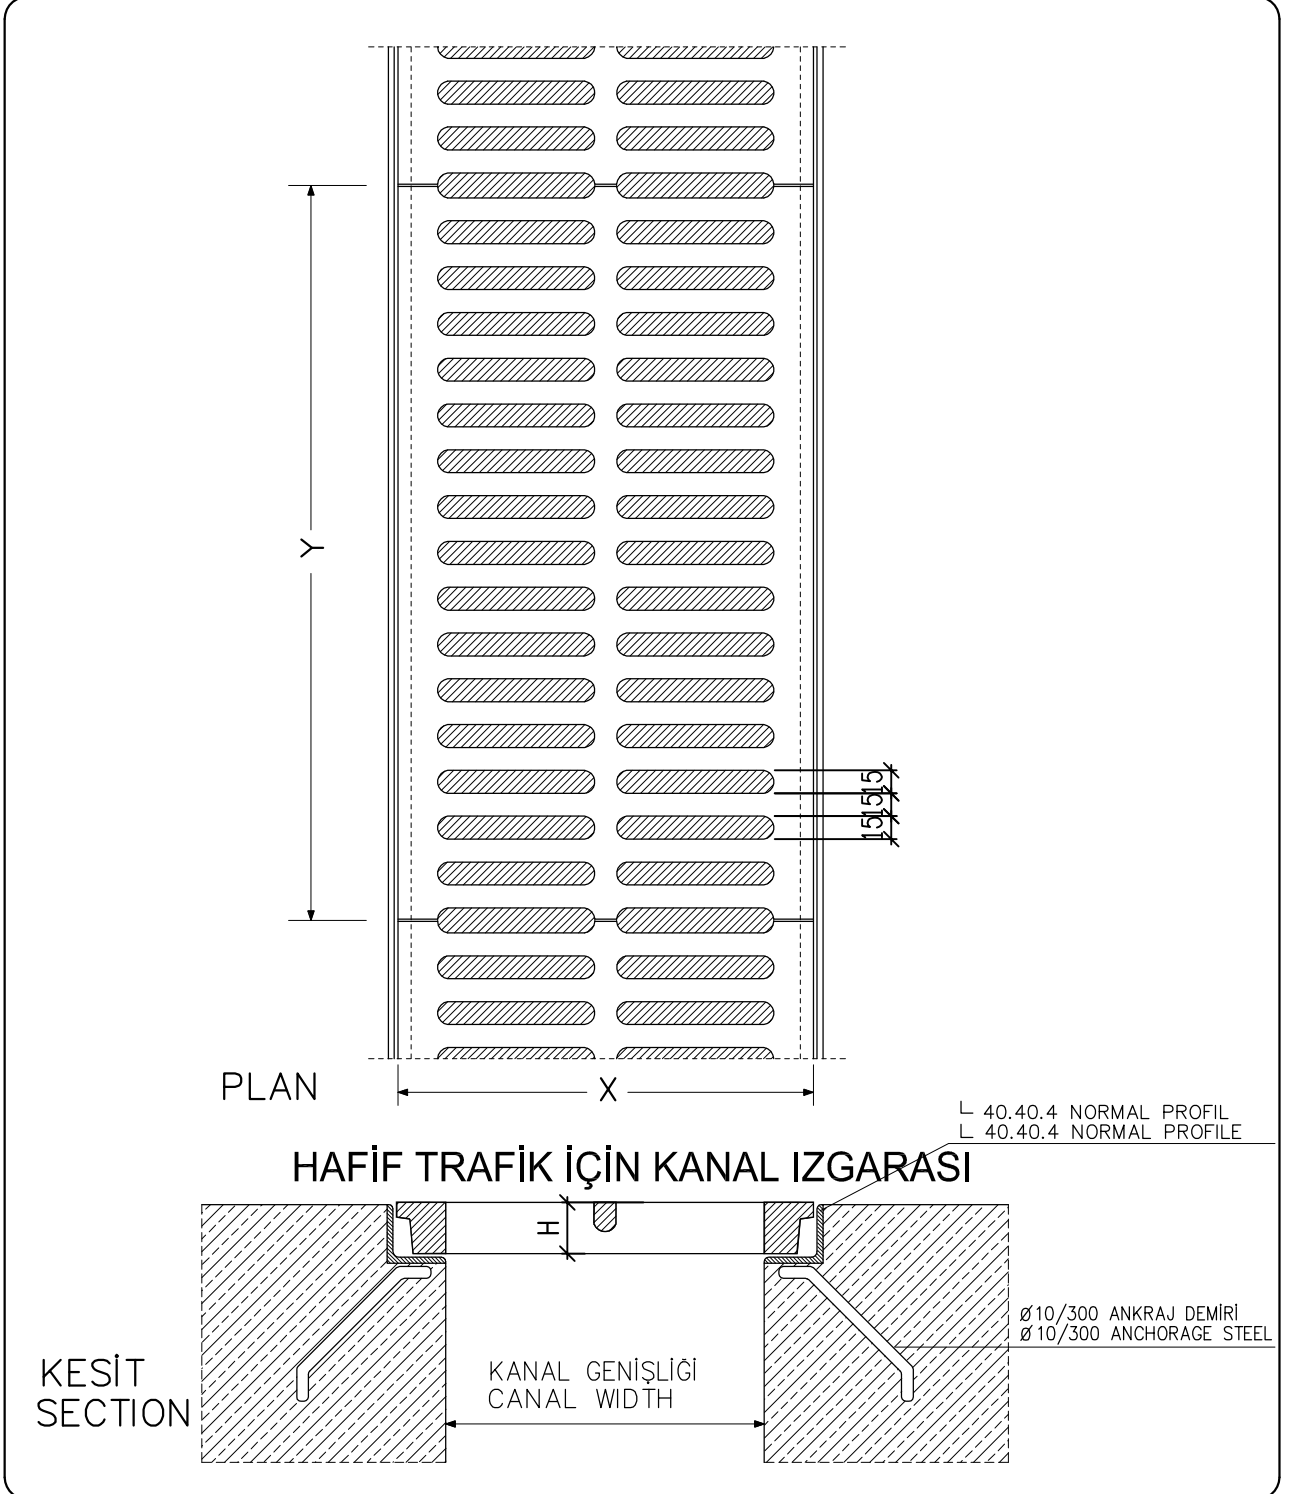 Y
15
15
15
PLAN
X
∟ 40.40.4 NORMAL PROFIL
∟ 40.40.4 NORMAL PROFILE
HAFİF TRAFİK İÇİN KANAL IZGARASI
H
Ø10/300 ANKRAJ DEMİRİ
Ø10/300 ANCHORAGE STEEL
KESİT
SECTION
KANAL GENİŞLİĞİ
CANAL WIDTH